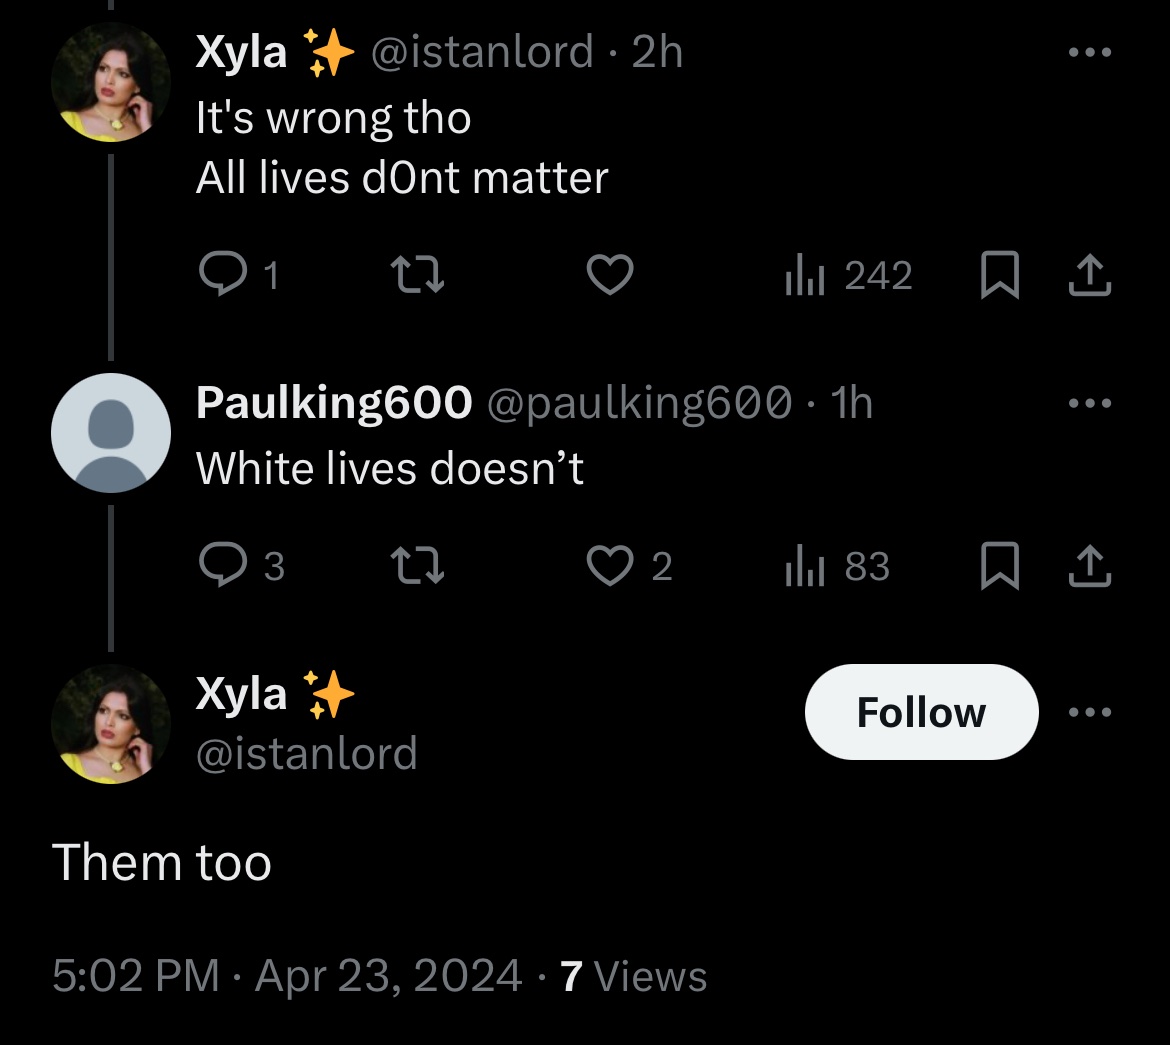 Xyla ✨ @istanlord · 2h
It's wrong tho
All lives d0nt matter
1 242
Paulking600 @paulking600 · 1h
White lives doesn’t
3 2 83
Xyla ✨
Follow
@istanlord
Them too
5:02 PM · Apr 23, 2024 · 7 Views